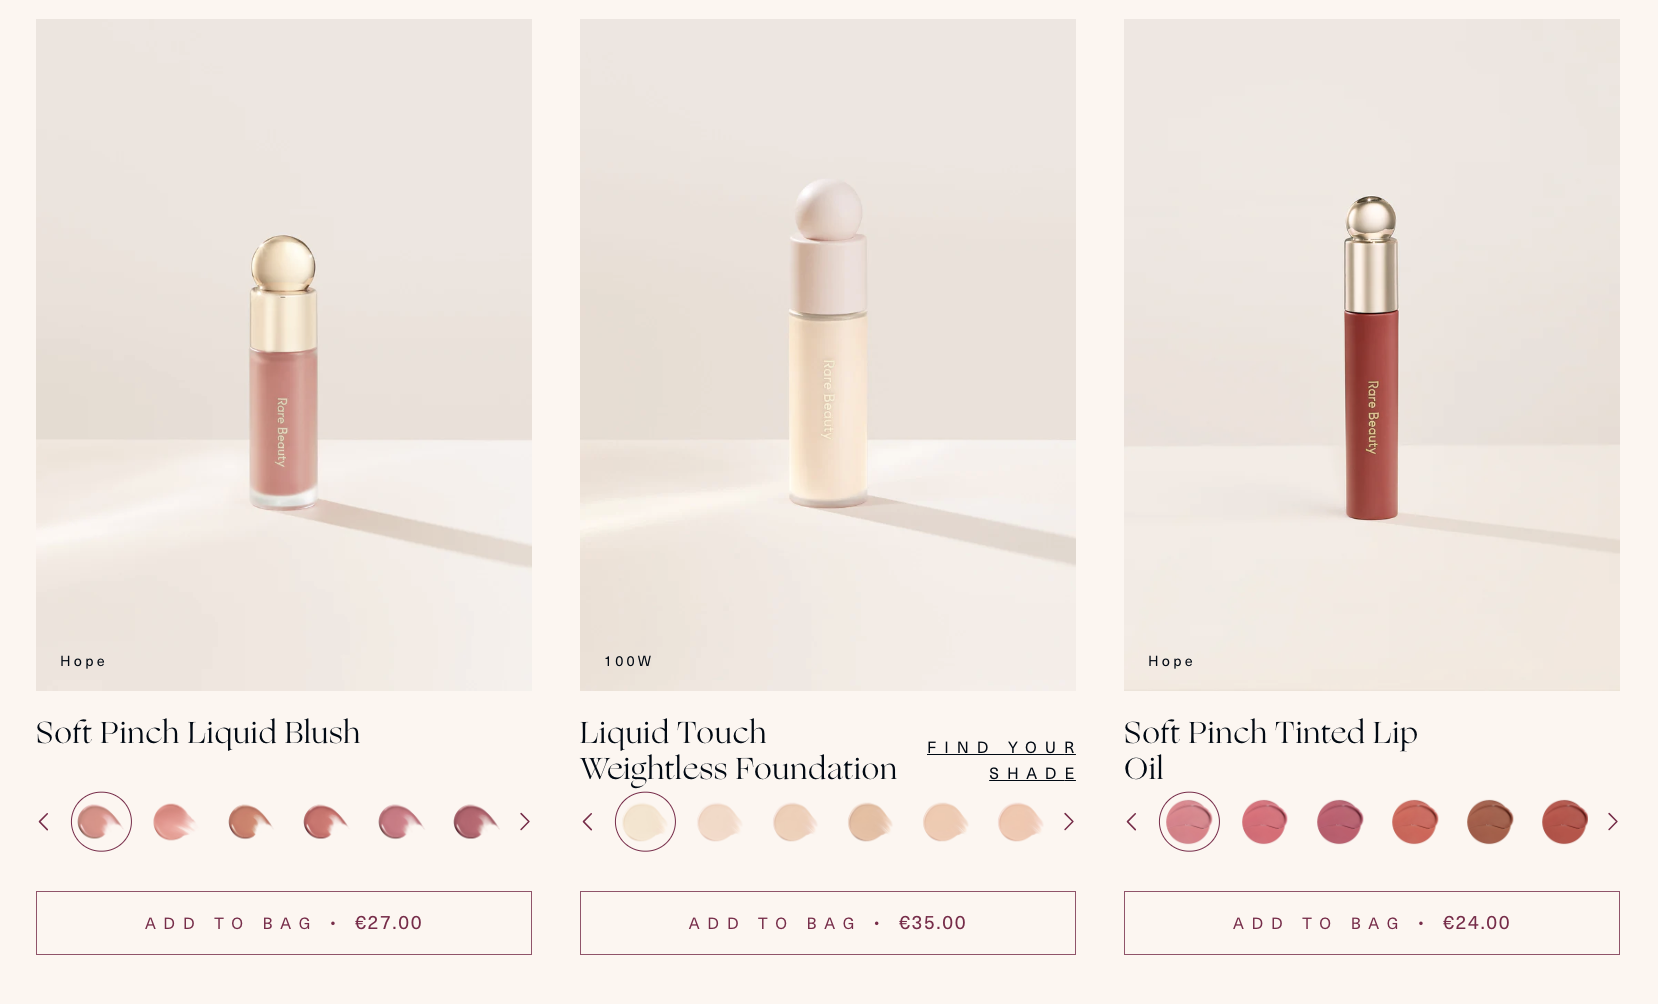 Rare Beauty
Hope
Soft Pinch Liquid Blush
ADD TO BAG • €27.00
Rare Beauty
100W
Liquid Touch
Weightless Foundation
FIND YOUR
SHADE
ADD TO BAG • €35.00
Rare Beauty
Hope
Soft Pinch Tinted Lip
Oil
ADD TO BAG • €24.00